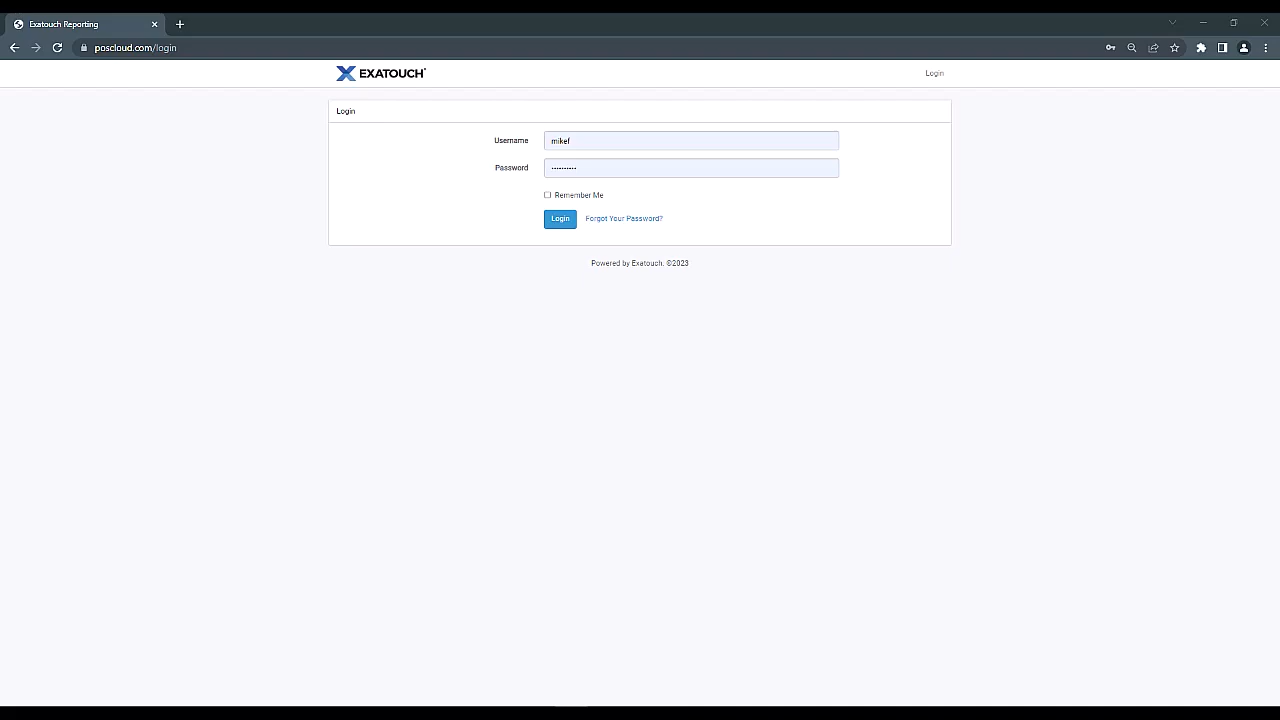 Exatouch Reporting
poscloud.com/login
EXATOUCH
Login
Login
Username
mikef
Password
••••••••••
Remember Me
Login
Forgot Your Password?
Powered by Exatouch. ©2023